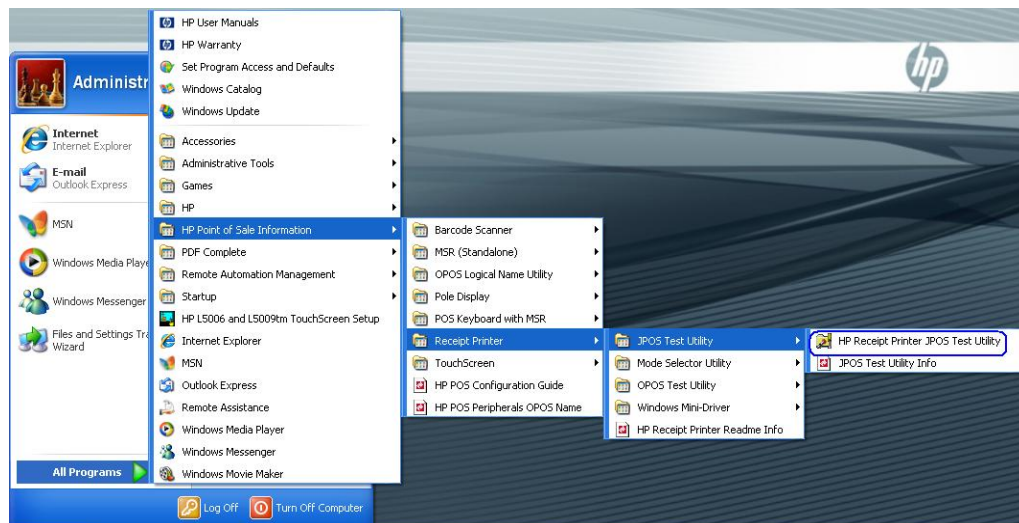 HP User Manuals
HP Warranty
Set Program Access and Defaults
Windows Catalog
Windows Update
Accessories
Administrative Tools
Games
HP
HP Point of Sale Information
PDF Complete
Remote Automation Management
Startup
HP L5006 and L5009tm TouchScreen Setup
Internet Explorer
MSN
Outlook Express
Remote Assistance
Windows Media Player
Windows Messenger
Windows Movie Maker
Administr
Internet
Internet Explorer
E-mail
Outlook Express
MSN
Windows Media Playe
Windows Messenger
Files and Settings Tra
Wizard
All Programs
Log Off
Turn Off Computer
Barcode Scanner
MSR (Standalone)
OPOS Logical Name Utility
Pole Display
POS Keyboard with MSR
Receipt Printer
TouchScreen
HP POS Configuration Guide
HP POS Peripherals OPOS Name
JPOS Test Utility
Mode Selector Utility
OPOS Test Utility
Windows Mini-Driver
HP Receipt Printer Readme Info
HP Receipt Printer JPOS Test Utility
JPOS Test Utility Info
hp